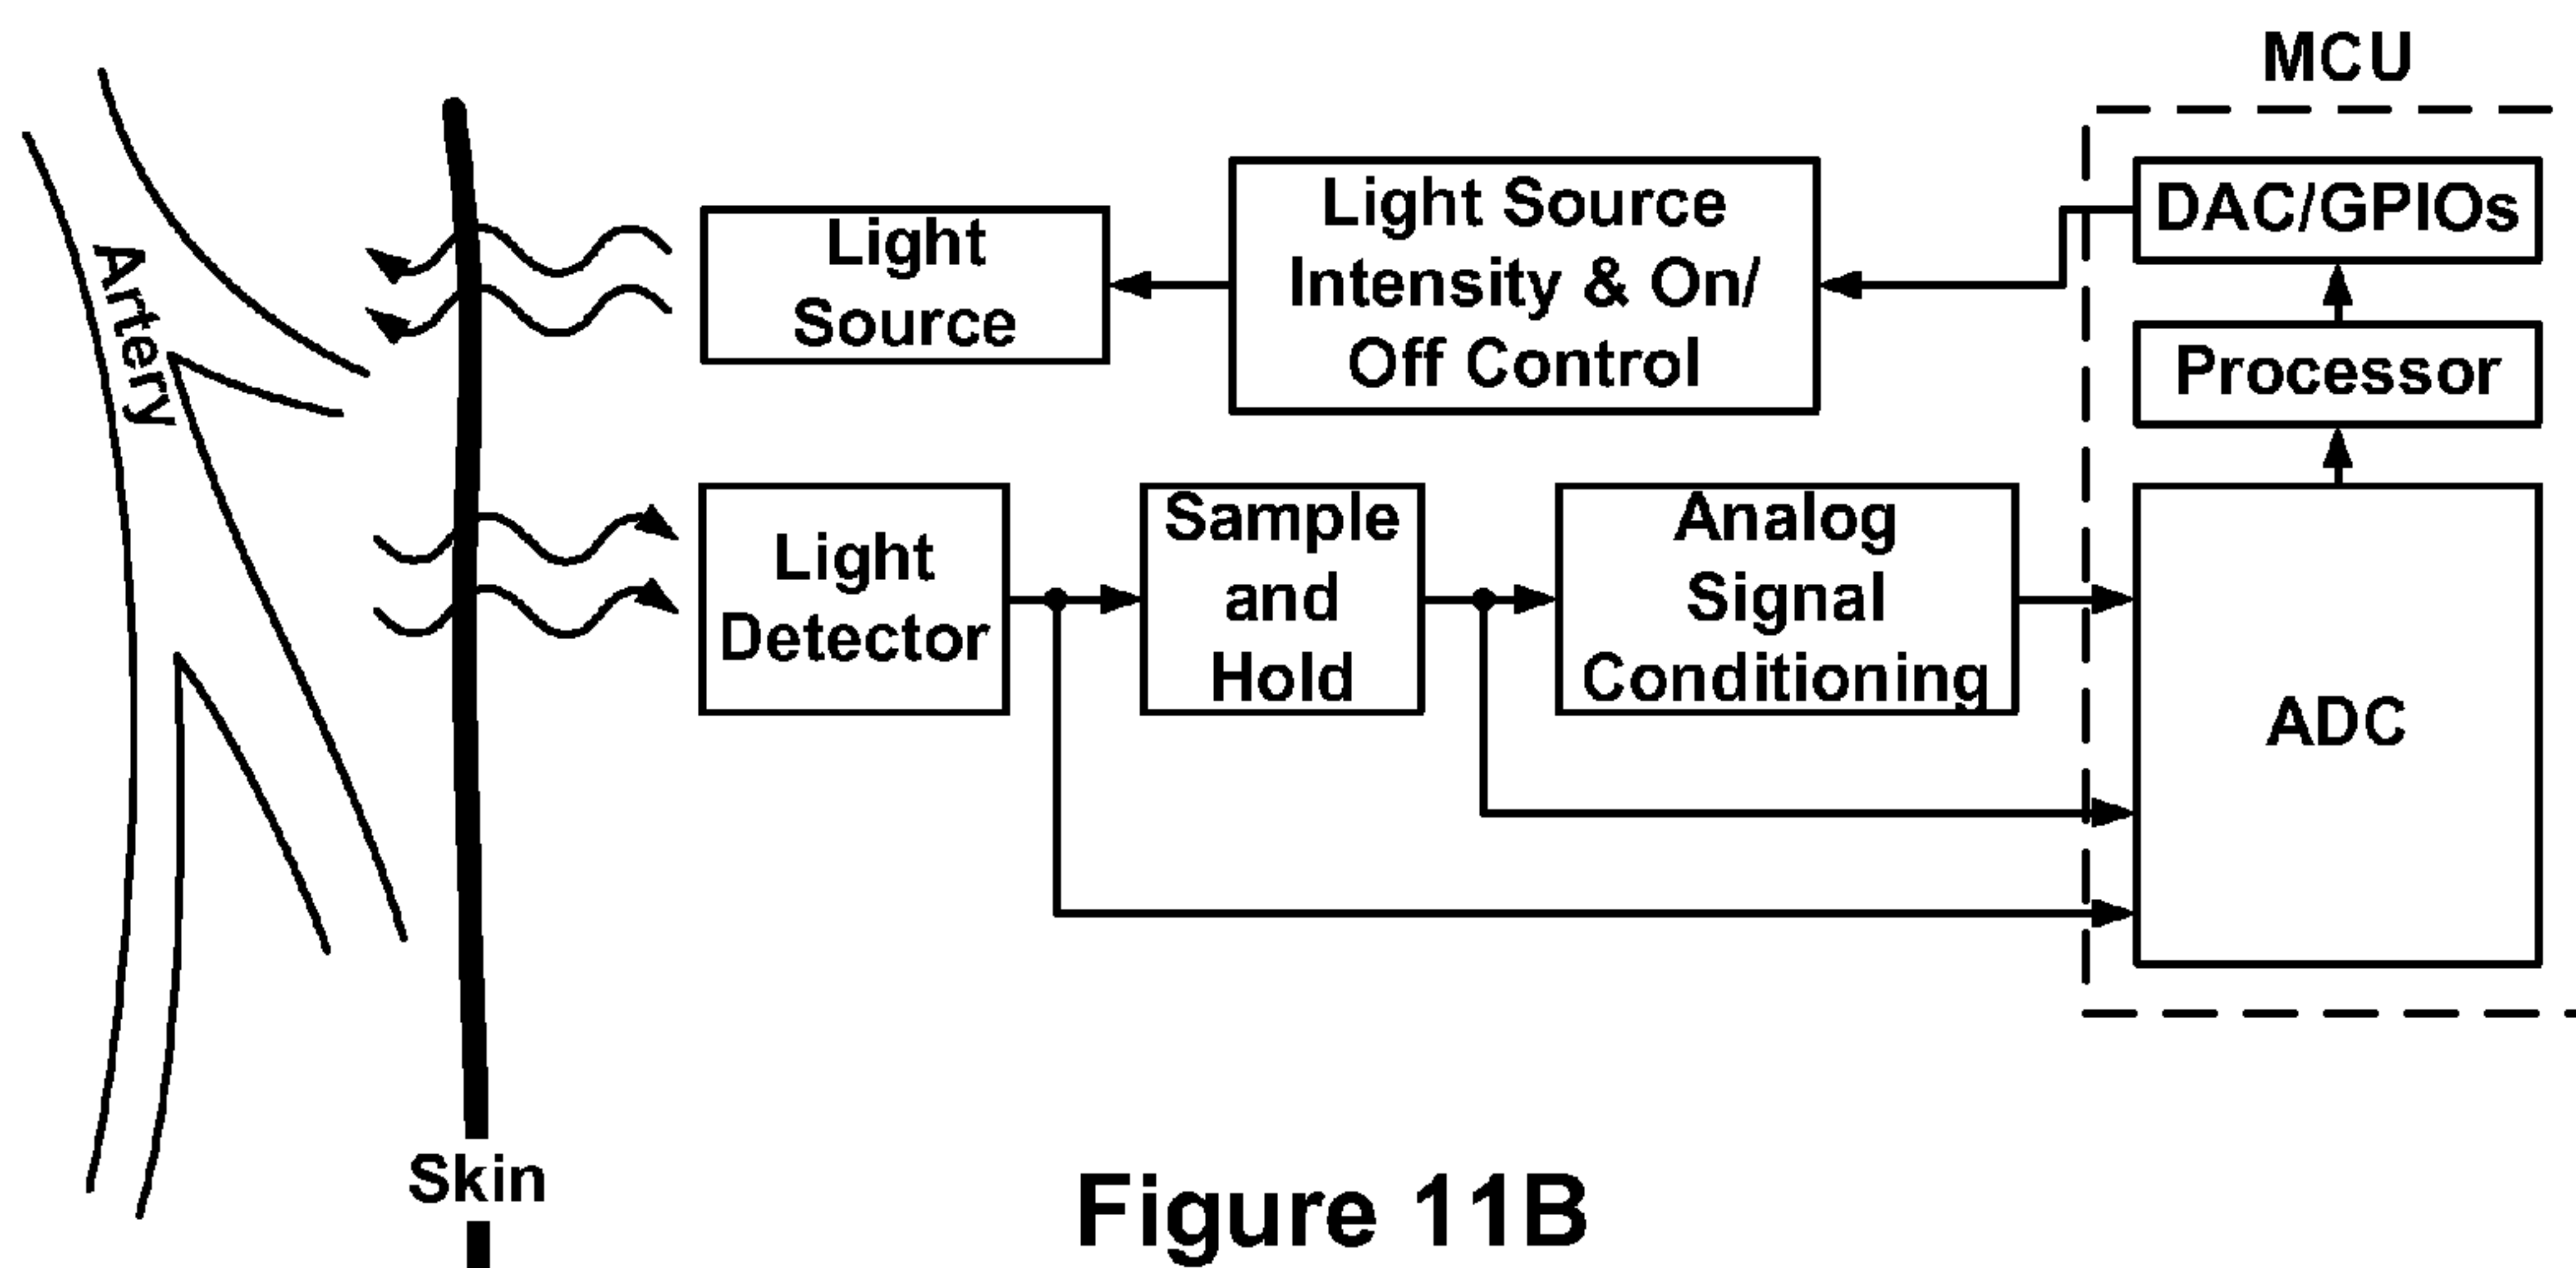 MCU
Light Source
Intensity & On/
Off Control
DAC/GPIOs
Light
Source
Artery
Processor
Light
Detector
Sample
and
Hold
Analog
Signal
Conditioning
ADC
Skin
Figure 11B